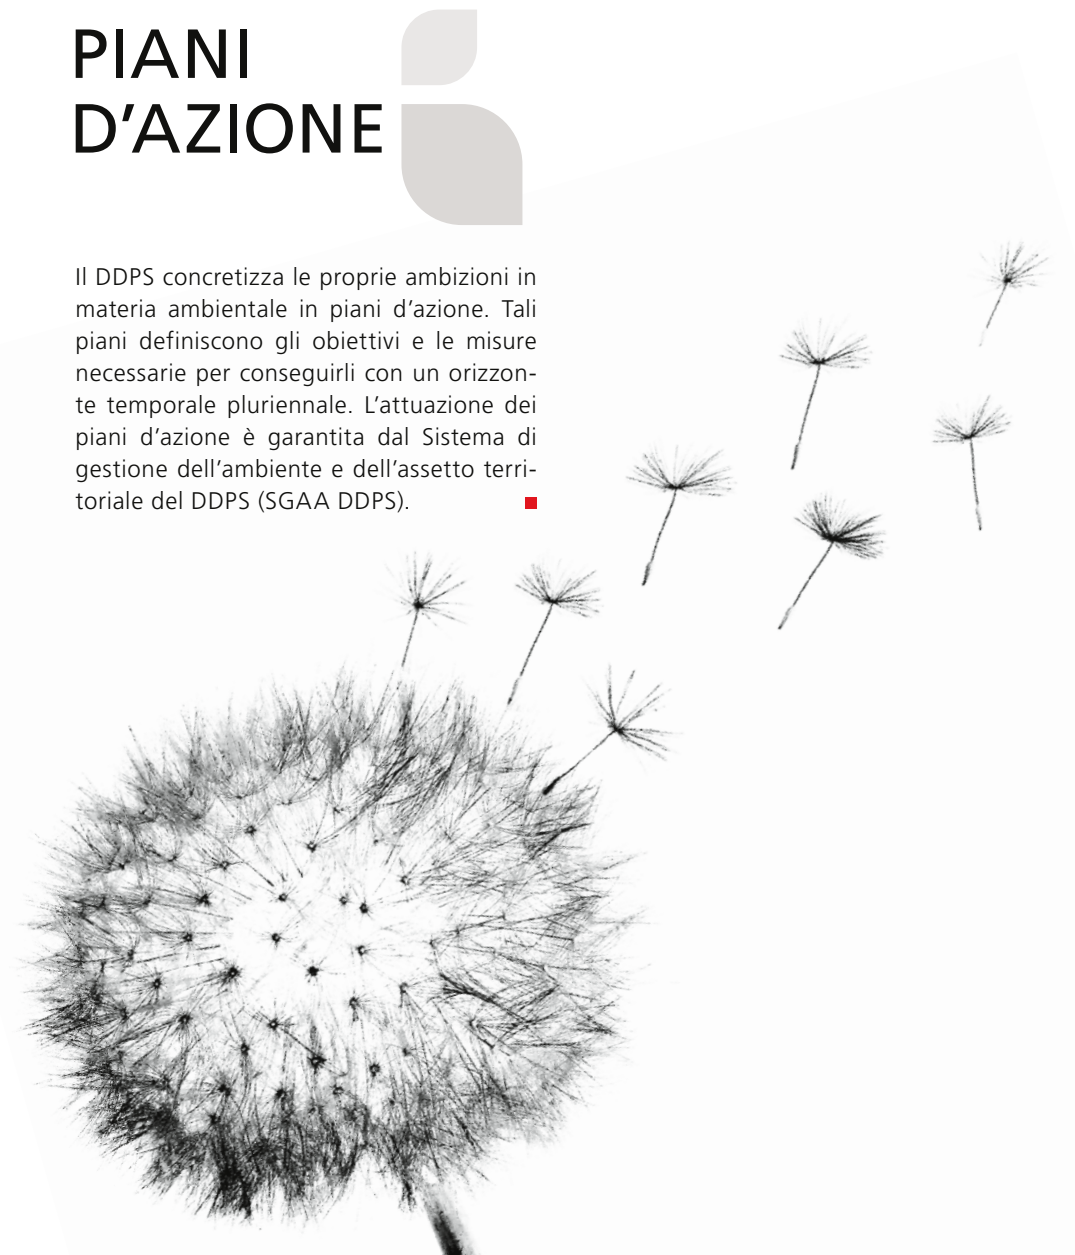 PIANI
D’AZIONE
Il DDPS concretizza le proprie ambizioni in
materia ambientale in piani d’azione. Tali
piani definiscono gli obiettivi e le misure
necessarie per conseguirli con un orizzon-
te temporale pluriennale. L’attuazione dei
piani d’azione è garantita dal Sistema di
gestione dell’ambiente e dell’assetto terri-
toriale del DDPS (SGAA DDPS).